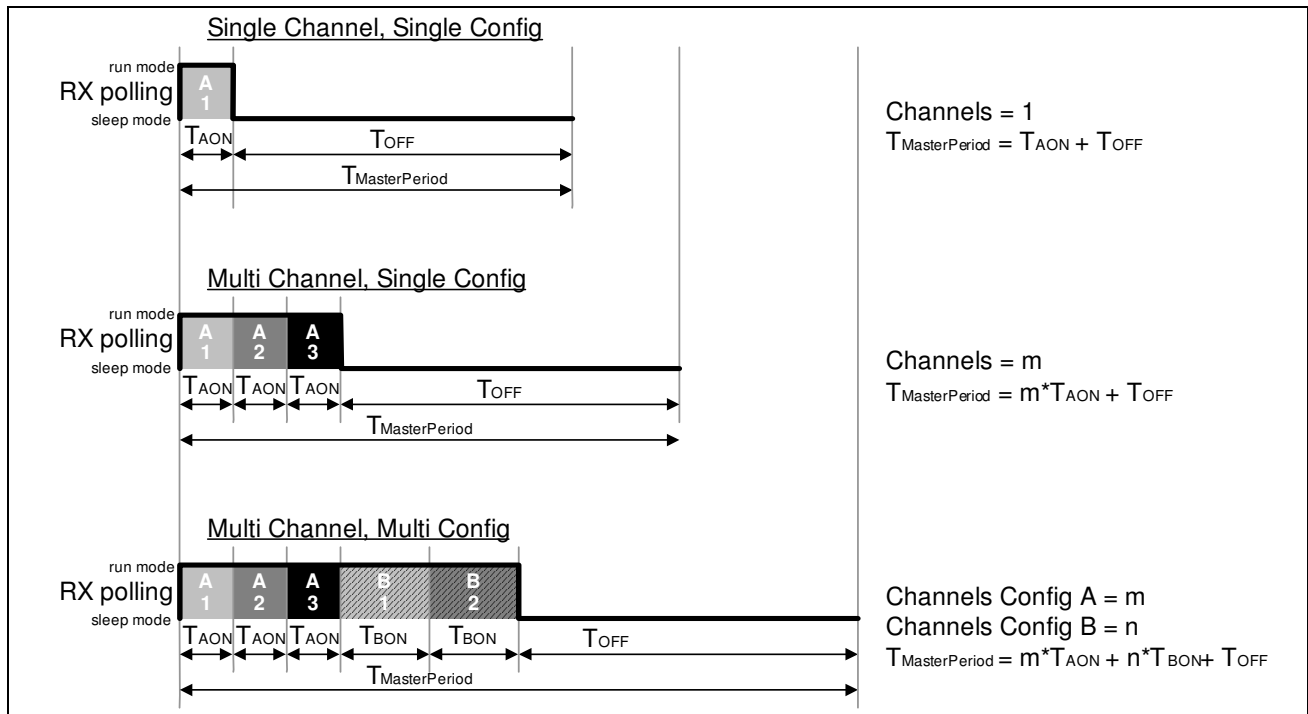 Single Channel, Single Config
run mode
RX polling
sleep mode
A
1
TAON
TOFF
TMasterPeriod
Channels = 1
TMasterPeriod = TAON + TOFF
Multi Channel, Single Config
run mode
RX polling
sleep mode
A A A
1 2 3
TAON TAON TAON TOFF
TMasterPeriod
Channels = m
TMasterPeriod = m*TAON + TOFF
Multi Channel, Multi Config
run mode
RX polling
sleep mode
A A A B B
1 2 3 1 2
TAON TAON TAON TBON TBON TOFF
TMasterPeriod
Channels Config A = m
Channels Config B = n
TMasterPeriod = m*TAON + n*TBON+ TOFF